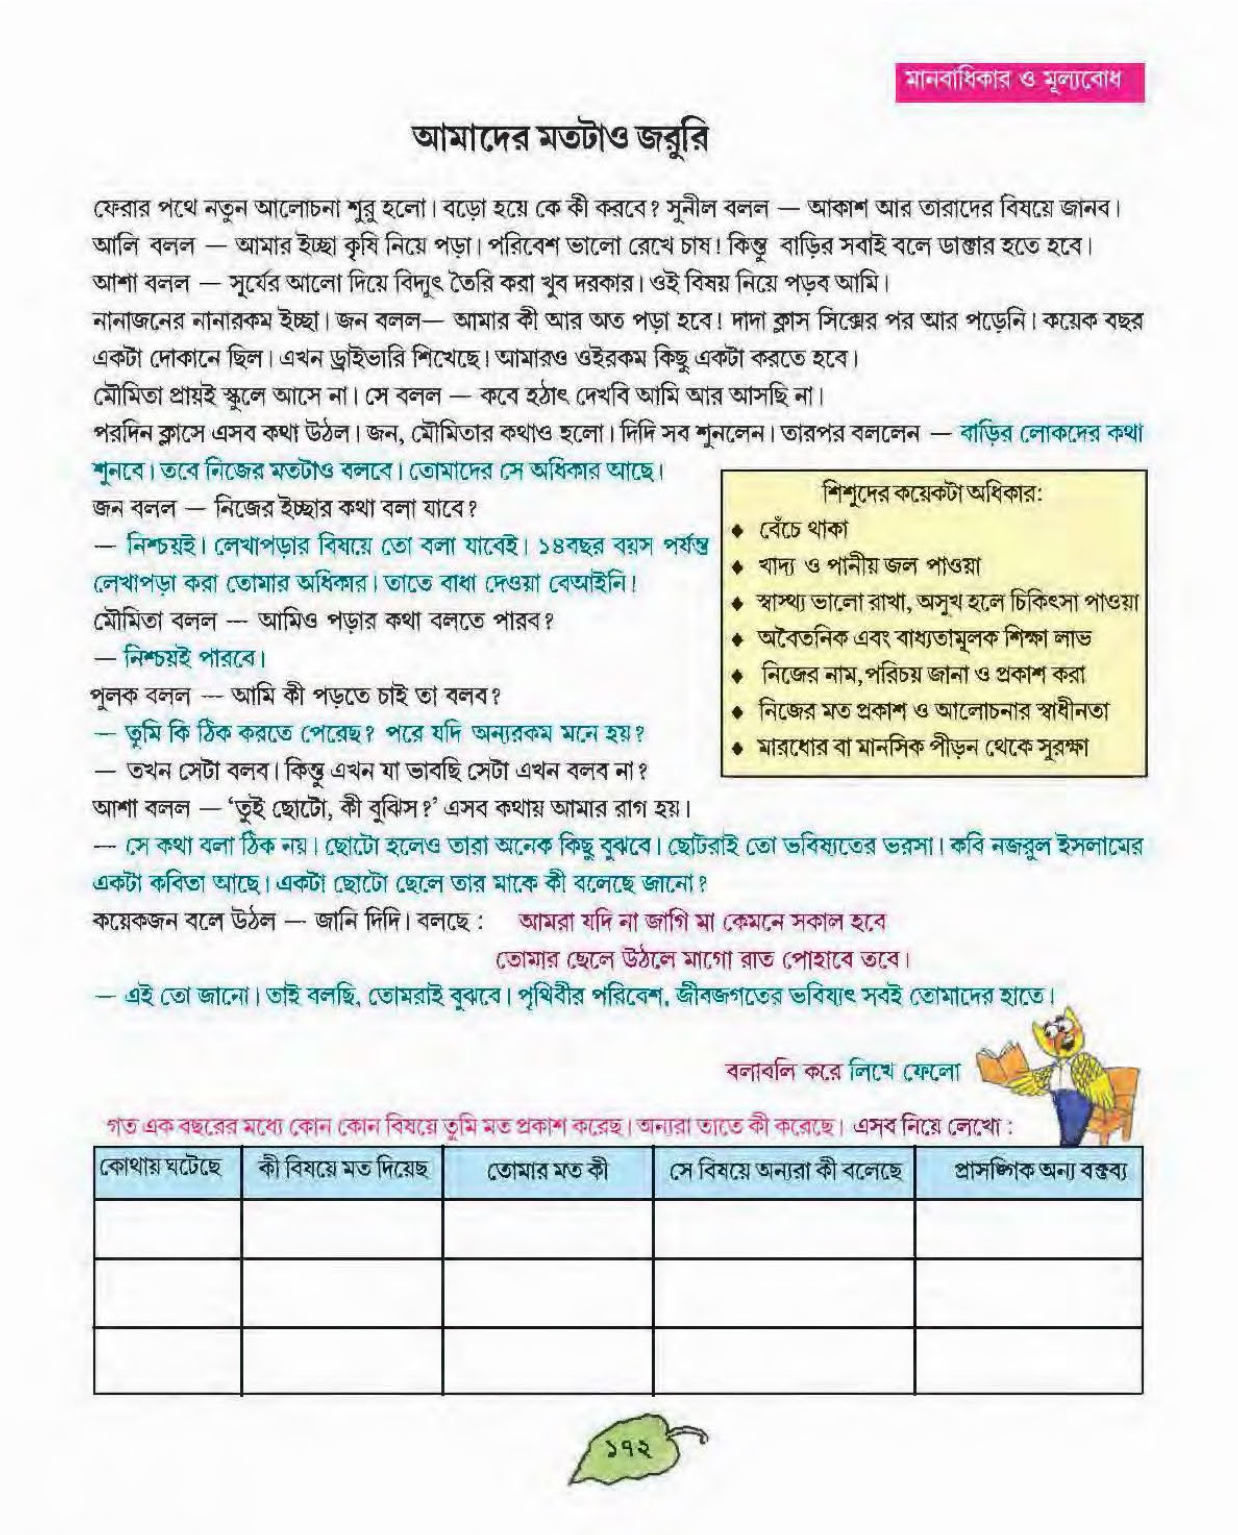 মানবাধিকার ও মূল্যবোধ
আমাদের মতটাও জরুরি
ফেরার পথে নতুন আলোচনা শুরু হলো। বড়ো হয়ে কে কী করবে? সুনীল বলল — আকাশ আর তারাদের বিষয়ে জানব।
আলি বলল — আমার ইচ্ছা কৃষি নিয়ে পড়া। পরিবেশ ভালো রেখে চাষ! কিন্তু বাড়ির সবাই বলে ডাক্তার হতে হবে।
আশা বলল — সূর্যের আলো দিয়ে বিদ্যুৎ তৈরি করা খুব দরকার। ওই বিষয় নিয়ে পড়ব আমি।
নানাজনের নানারকম ইচ্ছা। জন বলল— আমার কী আর অত পড়া হবে! দাদা ক্লাস সিক্সের পর আর পড়েনি। কয়েক বছর
একটা দোকানে ছিল। এখন ড্রাইভারি শিখেছে। আমারও ওইরকম কিছু একটা করতে হবে।
মৌমিতা প্রায়ই স্কুলে আসে না। সে বলল — কবে হঠাৎ দেখবি আমি আর আসছি না।
পরদিন ক্লাসে এসব কথা উঠল। জন, মৌমিতার কথাও হলো। দিদি সব শুনলেন। তারপর বললেন — বাড়ির লোকদের কথা
শুনবে। তবে নিজের মতটাও বলবে। তোমাদের সে অধিকার আছে।
জন বলল — নিজের ইচ্ছার কথা বলা যাবে?
— নিশ্চয়ই। লেখাপড়ার বিষয়ে তো বলা যাবেই। ১৪বছর বয়স পর্যন্ত
লেখাপড়া করা তোমার অধিকার। তাতে বাধা দেওয়া বেআইনি!
মৌমিতা বলল — আমিও পড়ার কথা বলতে পারব?
— নিশ্চয়ই পারবে।
পুলক বলল — আমি কী পড়তে চাই তা বলব?
— তুমি কি ঠিক করতে পেরেছ? পরে যদি অন্যরকম মনে হয়?
— তখন সেটা বলব। কিন্তু এখন যা ভাবছি সেটা এখন বলব না?
আশা বলল — ‘তুই ছোটো, কী বুঝিস?’ এসব কথায় আমার রাগ হয়।
শিশুদের কয়েকটা অধিকার:
♦ বেঁচে থাকা
♦ খাদ্য ও পানীয় জল পাওয়া
♦ স্বাস্থ্য ভালো রাখা, অসুখ হলে চিকিৎসা পাওয়া
♦ অবৈতনিক এবং বাধ্যতামূলক শিক্ষা লাভ
♦ নিজের নাম, পরিচয় জানা ও প্রকাশ করা
♦ নিজের মত প্রকাশ ও আলোচনার স্বাধীনতা
♦ মারধোর বা মানসিক পীড়ন থেকে সুরক্ষা
— সে কথা বলা ঠিক নয়। ছোটো হলেও তারা অনেক কিছু বুঝবে। ছোটরাই তো ভবিষ্যতের ভরসা। কবি নজরুল ইসলামের
একটা কবিতা আছে। একটা ছোটো ছেলে তার মাকে কী বলেছে জানো?
কয়েকজন বলে উঠল — জানি দিদি। বলছে : আমরা যদি না জাগি মা কেমনে সকাল হবে
তোমার ছেলে উঠলে মাগো রাত পোহাবে তবে।
— এই তো জানো। তাই বলছি, তোমরাই বুঝবে। পৃথিবীর পরিবেশ, জীবজগতের ভবিষ্যৎ সবই তোমাদের হাতে।
বলাবলি করে লিখে ফেলো
গত এক বছরের মধ্যে কোন কোন বিষয়ে তুমি মত প্রকাশ করেছ। অন্যরা তাতে কী করেছে। এসব নিয়ে লেখো :
কোথায় ঘটেছে কী বিষয়ে মত দিয়েছ তোমার মত কী সে বিষয়ে অন্যরা কী বলেছে প্রাসঙ্গিক অন্য বক্তব্য
১৭২